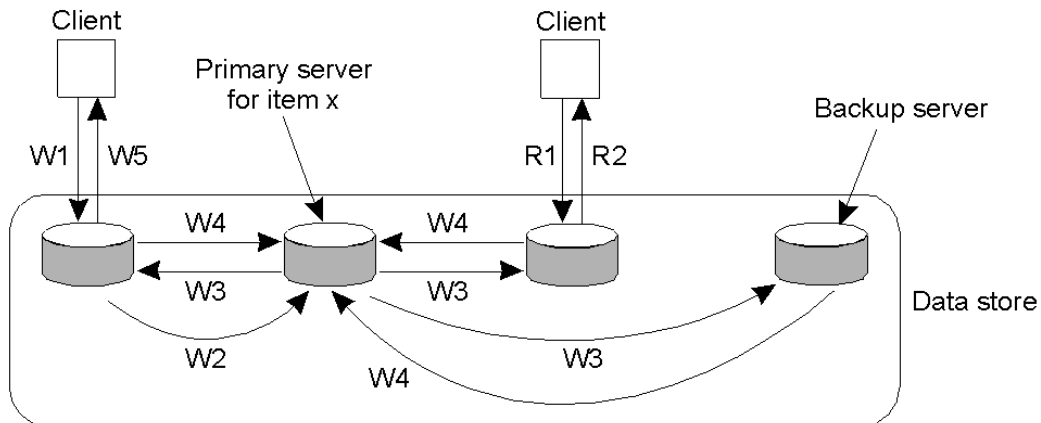 Client
Client
Primary server
for item x
Backup server
W1
W5
R1
R2
W4
W4
W3
W3
Data store
W2
W3
W4